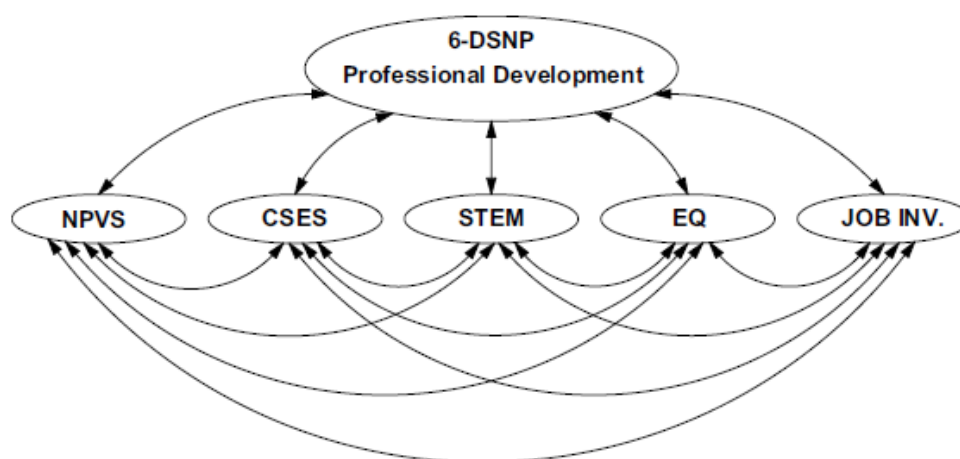 6-DSNP
Professional Development
NPVS
CSES
STEM
EQ
JOB INV.